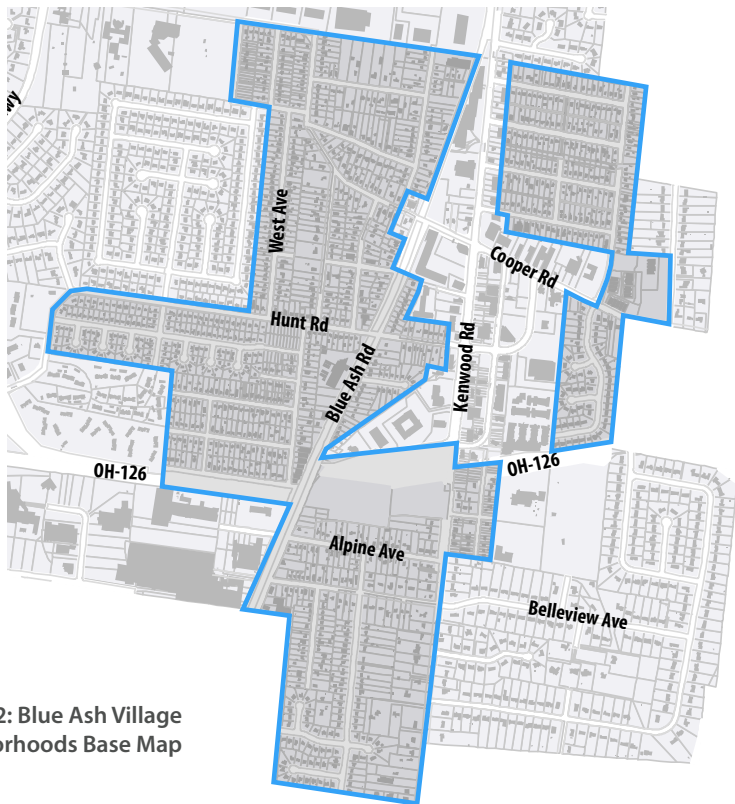 wy
West Ave
Cooper Rd
Hunt Rd
Blue Ash Rd
Kenwood Rd
OH-126
OH-126
Alpine Ave
Belleview Ave
2: Blue Ash Village
orhoods Base Map